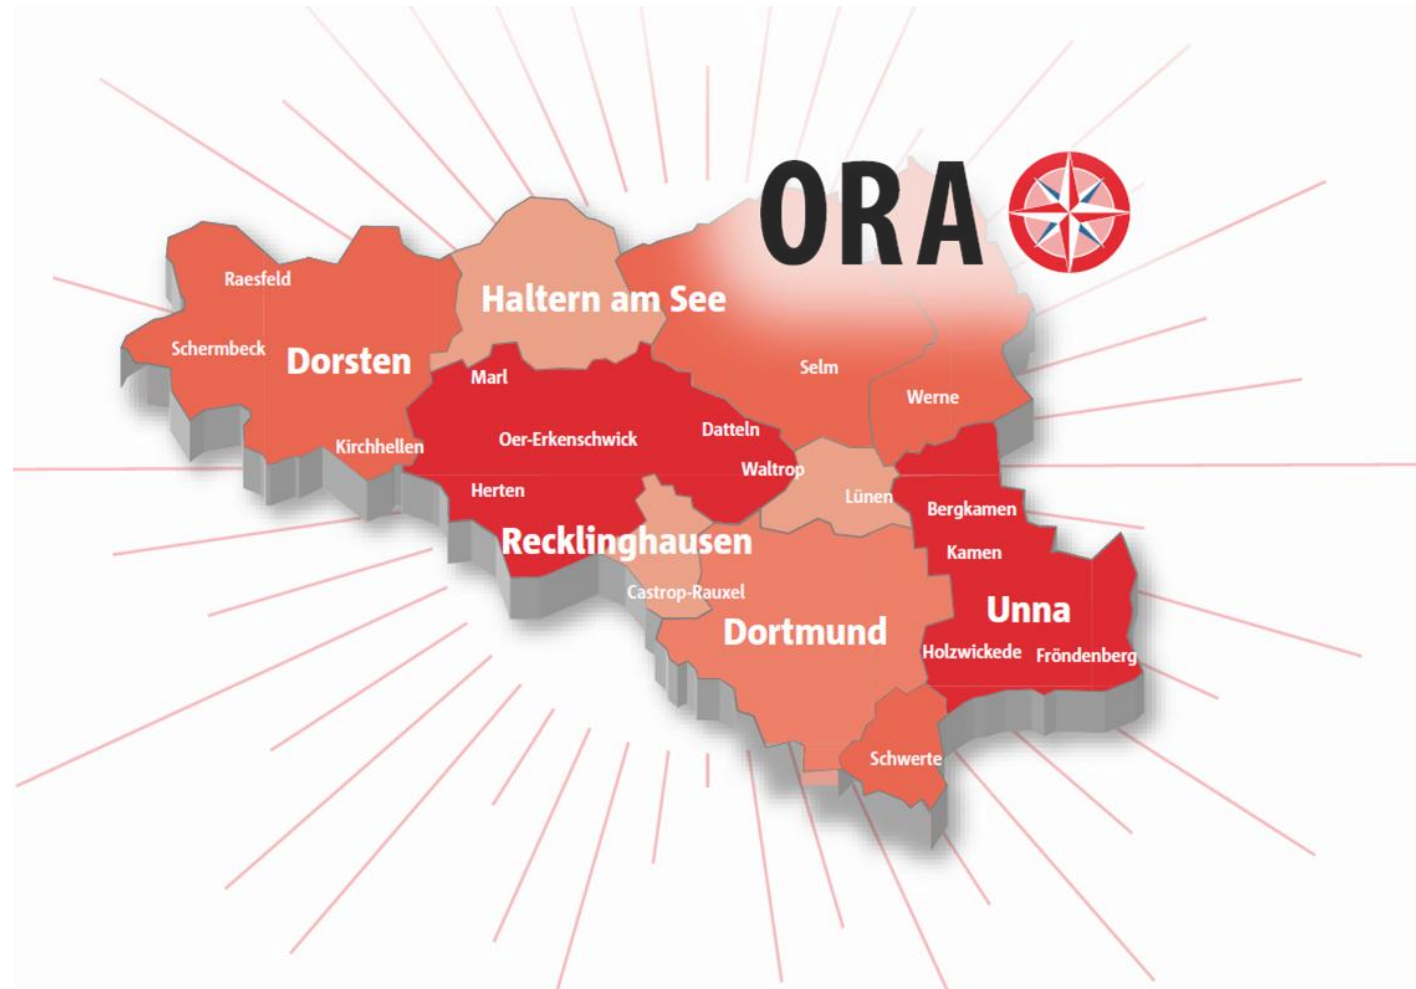 ORA
Raesfeld
Haltern am See
Schermbeck
Dorsten
Selm
Marl
Werne
Datteln
Oer-Erkenschwick
Kirchhellen
Waltrop
Herten
Lünen
Bergkamen
Recklinghausen
Kamen
Castrop-Rauxel
Unna
Dortmund
Holzwickede
Fröndenberg
Schwerte